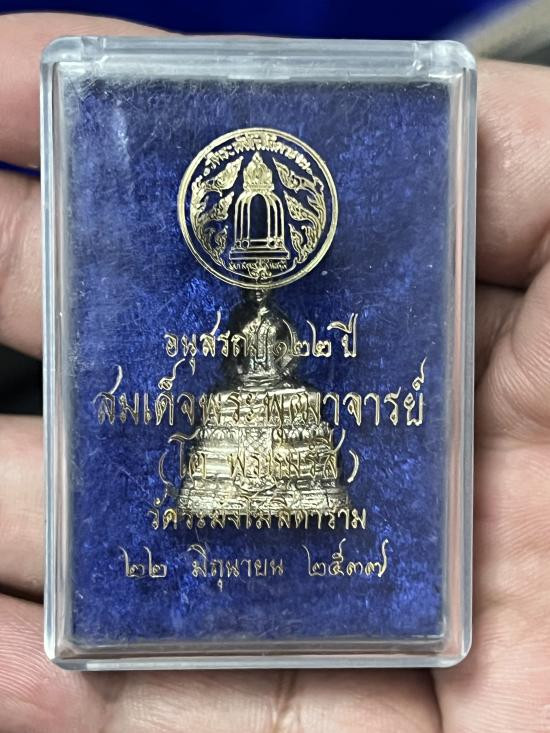 อนุสรณ์ ๑๒๒ ปี
สมเด็จพระพุฒาจารย์
(โต พรหมรังสี)
วัดระฆังโฆสิตาราม
๒๒ มิถุนายน ๒๕๓๗